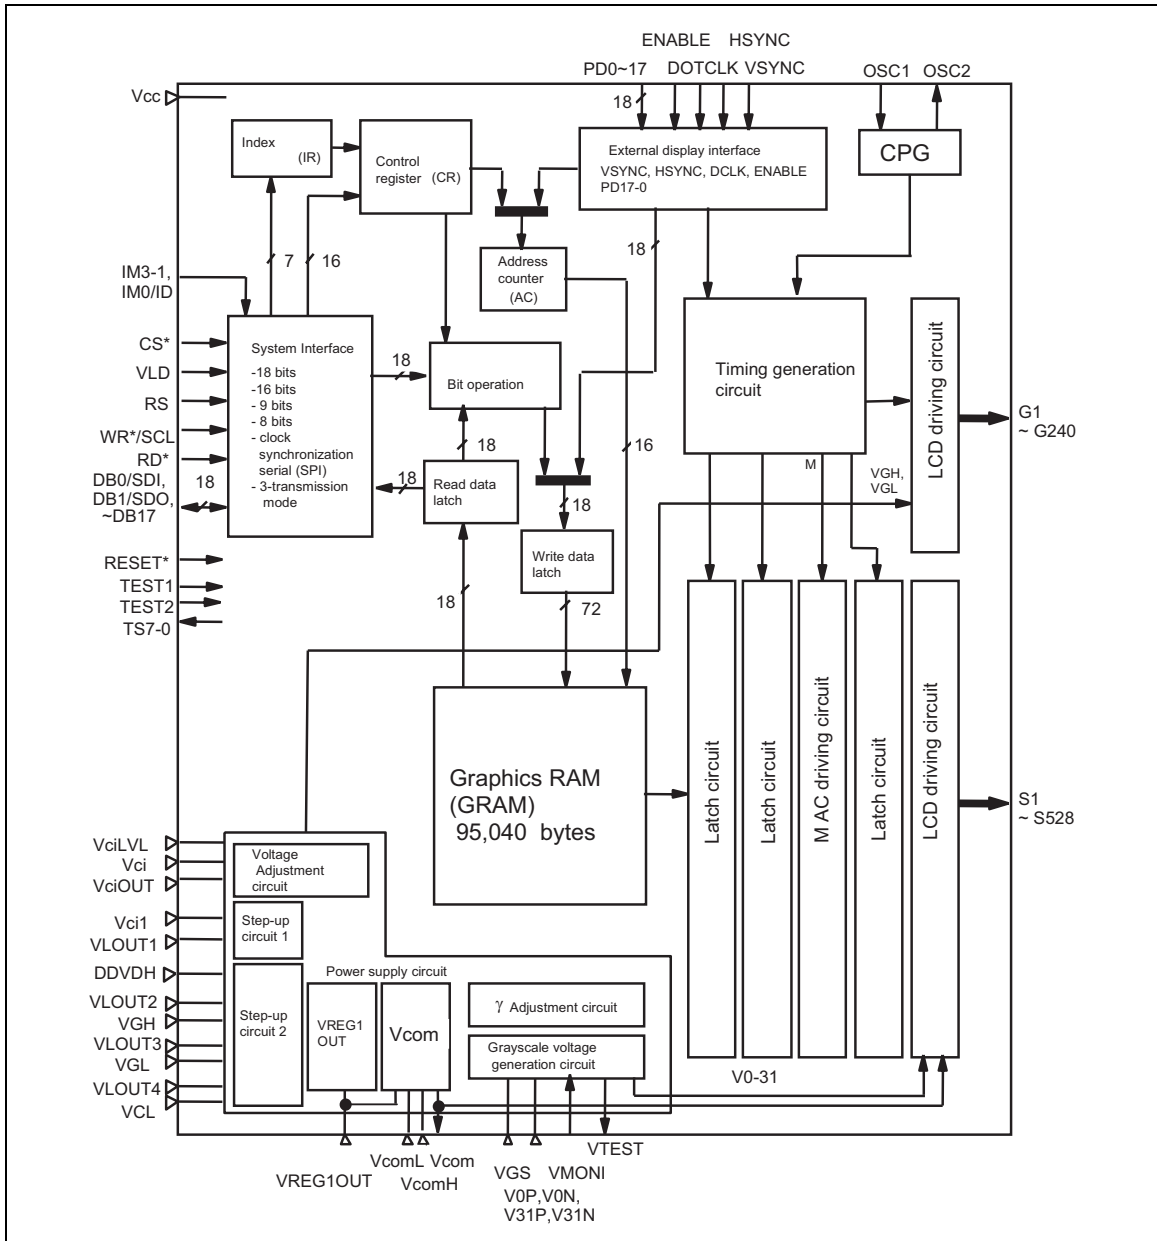 ENABLE HSYNC
PD0~17 DOTCLK VSYNC OSC1 OSC2
Vcc
18
Index
(IR)
Control
register (CR)
External display interface
VSYNC, HSYNC, DCLK, ENABLE
PD17-0
CPG
7 16
18
Address
counter
(AC)
IM3-1,
IM0/ID
CS*
VLD
RS
WR*/SCL
RD*
DB0/SDI,
DB1/SDO,
~DB17
18
System Interface
-18 bits
-16 bits
- 9 bits
- 8 bits
- clock
synchronization
serial (SPI)
- 3-transmission
mode
18
Bit operation
18
18
Read data
latch
16
18
Write data
latch
18
72
Timing generation
circuit
M
VGH,
VGL
LCD driving circuit
G1
~ G240
RESET*
TEST1
TEST2
TS7-0
Graphics RAM
(GRAM)
95,040 bytes
Latch circuit
Latch circuit
M AC driving circuit
Latch circuit
LCD driving circuit
S1
~ S528
VciLVL
Vci
VciOUT
Vci1
VLOUT1
DDVDH
VLOUT2
VGH
VLOUT3
VGL
VLOUT4
VCL
Voltage
Adjustment
circuit
Step-up
circuit 1
Step-up
circuit 2
Power supply circuit
VREG1
OUT
Vcom
γ Adjustment circuit
Grayscale voltage
generation circuit
V0-31
VREG1OUT
VcomL Vcom
VcomH
VGS VMONI
VTEST
V0P,V0N,
V31P,V31N